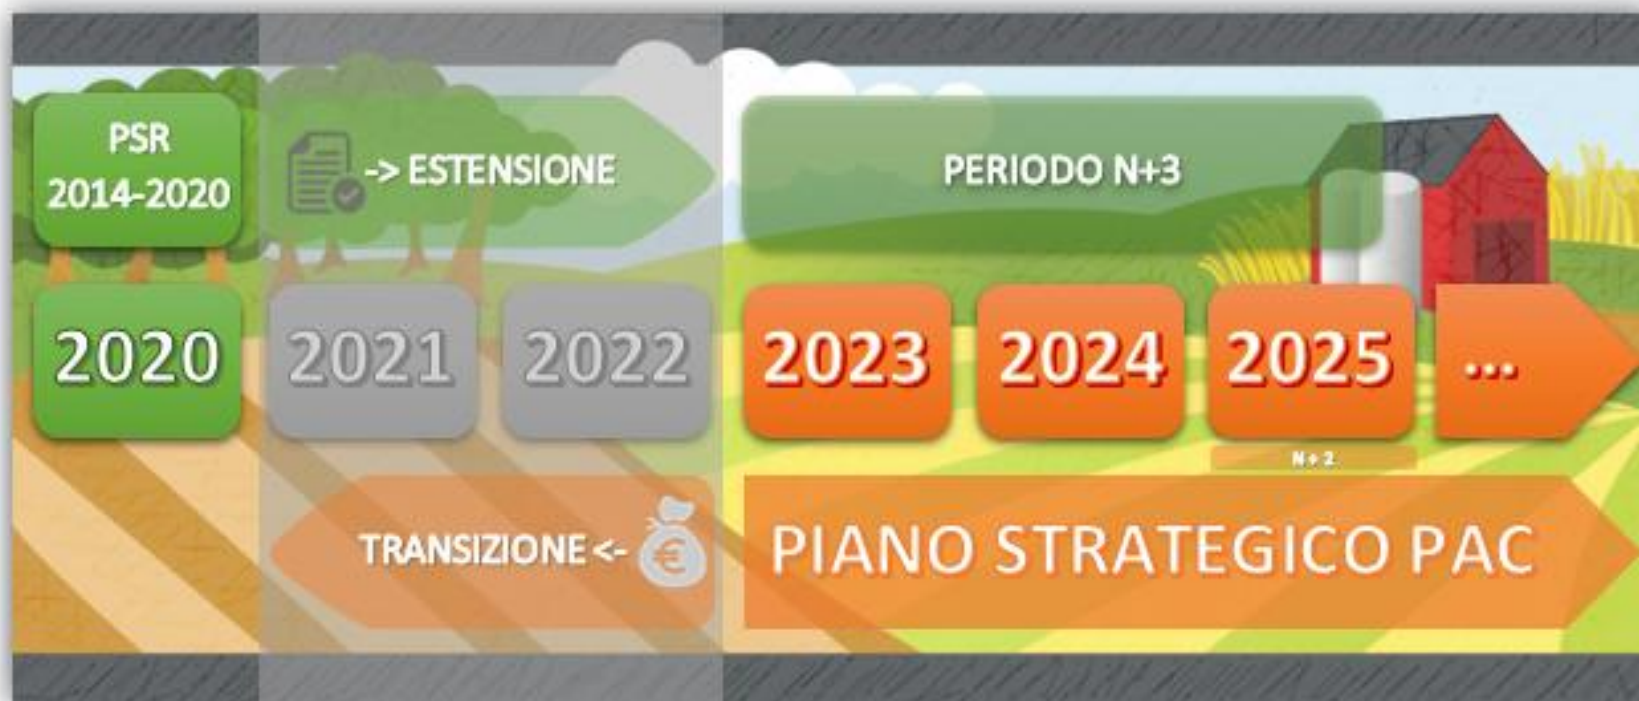 PSR
2014-2020
-> ESTENSIONE
PERIODO N+3
2020
2021
2022
2023
2024
2025
...
N+2
TRANSIZIONE <-
€
PIANO STRATEGICO PAC